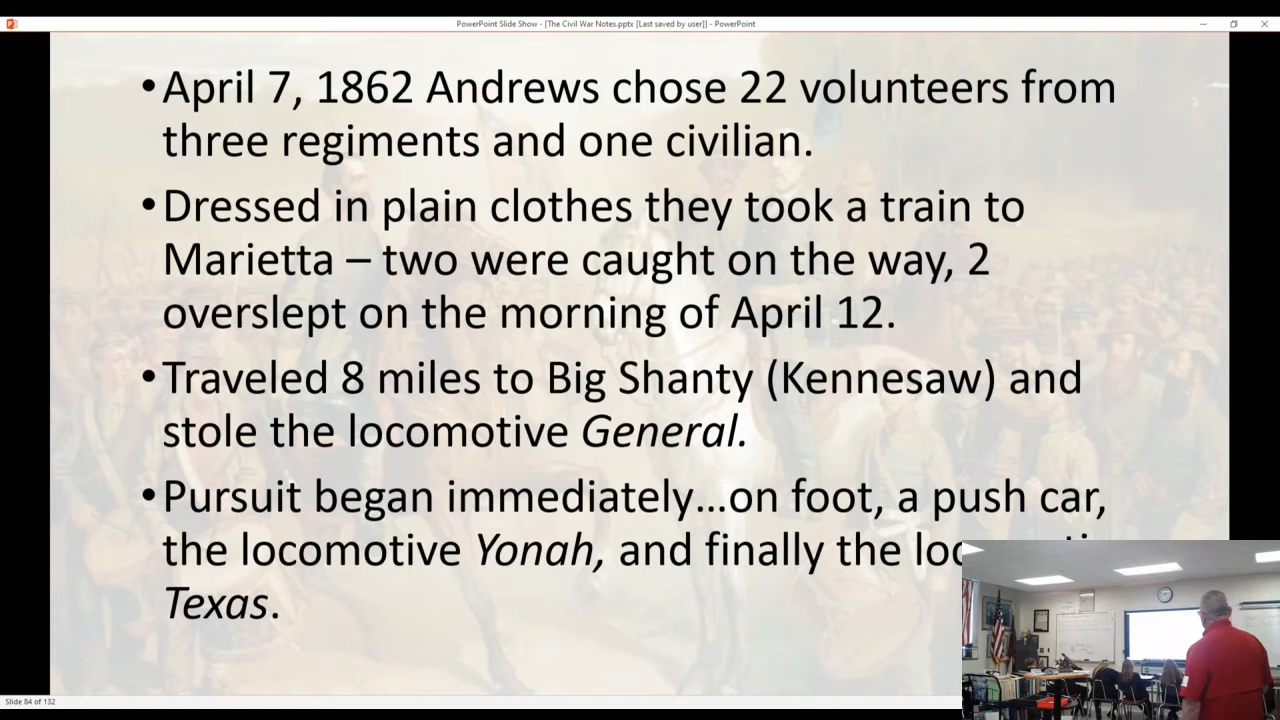 PowerPoint Slide Show - [The Civil War Notes.pptx [Last saved by user]] - PowerPoint
•April 7, 1862 Andrews chose 22 volunteers from
three regiments and one civilian.
•Dressed in plain clothes they took a train to
Marietta – two were caught on the way, 2
overslept on the morning of April 12.
•Traveled 8 miles to Big Shanty (Kennesaw) and
stole the locomotive General.
•Pursuit began immediately…on foot, a push car,
the locomotive Yonah, and finally the
Texas.
Slide 84 of 132